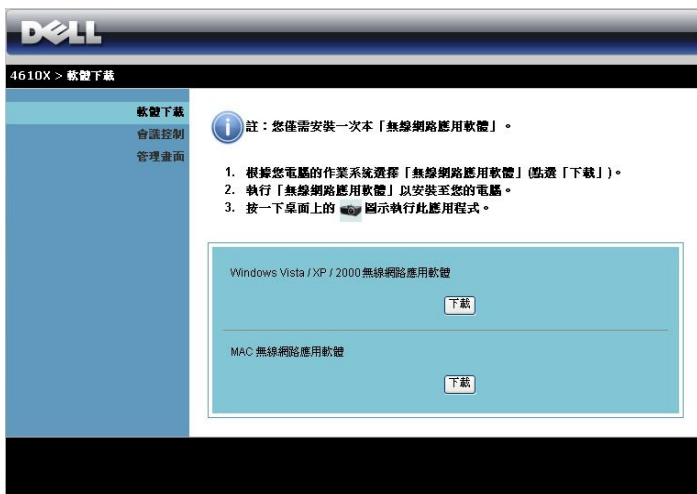 DELL
4610X > 軟體下載
軟體下載
會議控制
管理畫面
註：您僅需安裝一次本「無線網路應用軟體」。
1. 根據您電腦的作業系統選擇「無線網路應用軟體」(點選「下載」)。
2. 執行「無線網路應用軟體」以安裝至您的電腦。
3. 按一下桌面上的 圖示執行此應用程式。
Windows Vista / XP / 2000 無線網路應用軟體
下載
MAC 無線網路應用軟體
下載